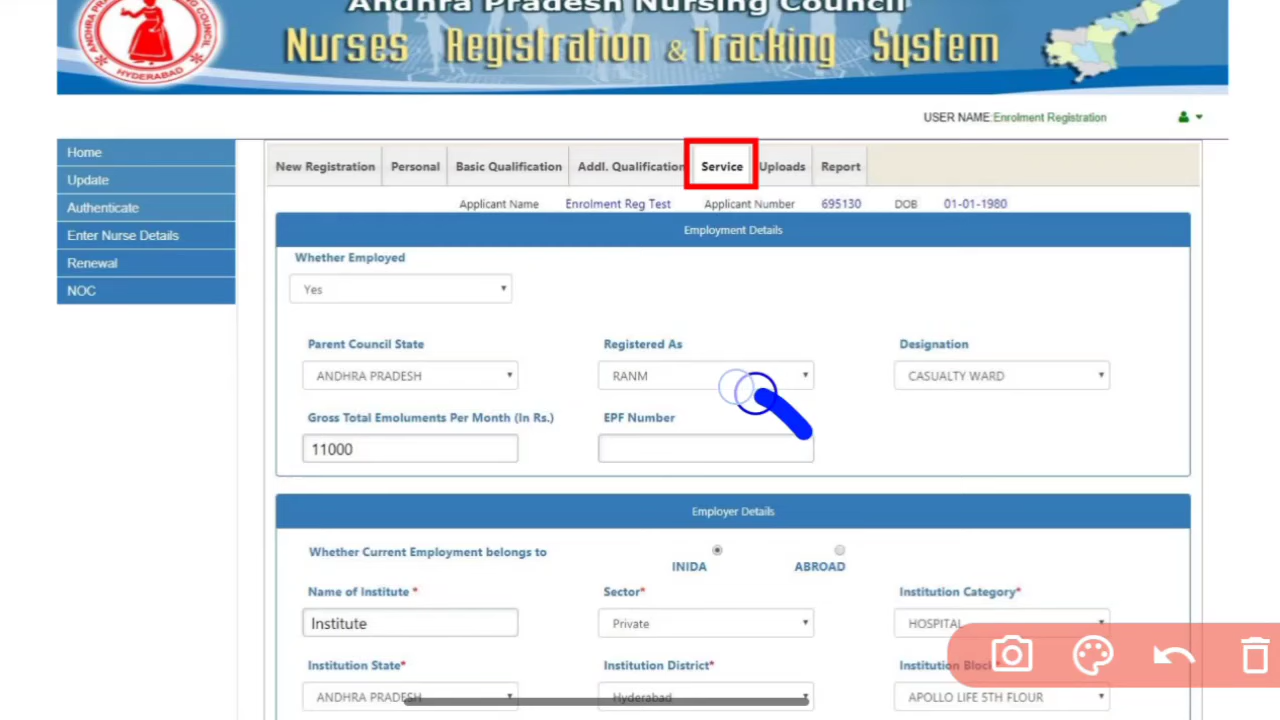 Andhra Pradesh Nursing Council
Nurses Registration & Tracking System
HYDERABAD
USER NAME:Enrolment Registration
Home
Update
Authenticate
Enter Nurse Details
Renewal
NOC
New Registration Personal Basic Qualification Addl. Qualification Service Uploads Report
Applicant Name Enrolment Reg Test Applicant Number 695130 DOB 01-01-1980
Employment Details
Whether Employed
Yes
Parent Council State Registered As Designation
ANDHRA PRADESH RANM CASUALTY WARD
Gross Total Emoluments Per Month (In Rs.) EPF Number
11000
Employer Details
Whether Current Employment belongs to
INIDA ABROAD
Name of Institute * Sector* Institution Category*
Institute Private HOSPITAL
Institution State* Institution District* Institution Block*
ANDHRA PRADESH Hyderabad APOLLO LIFE 5TH FLOUR